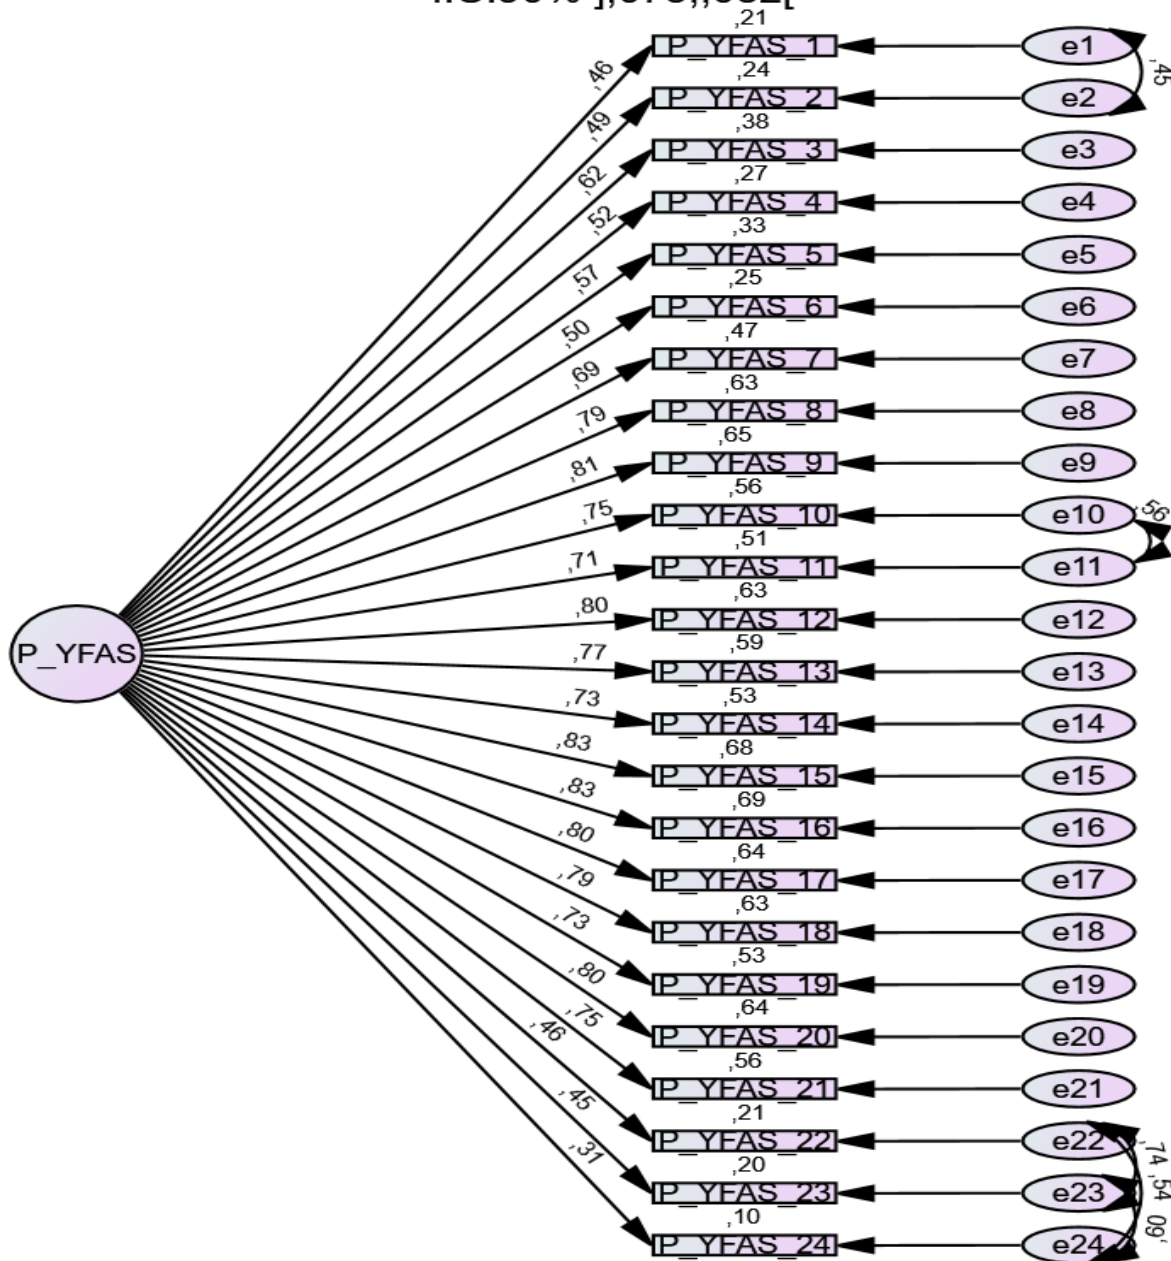 ,21
,46 P_YFAS_1 e1
,24 ,45
,49 P_YFAS_2 e2
,38
,62 P_YFAS_3 e3
,27
,52 P_YFAS_4 e4
,33
,57 P_YFAS_5 e5
,25
,50 P_YFAS_6 e6
,47
,69 P_YFAS_7 e7
,63
,79 P_YFAS_8 e8
,65
,81 P_YFAS_9 e9
,56
,75 P_YFAS_10 e10 ,56
,51
,71 P_YFAS_11 e11
,63
,80 P_YFAS_12 e12
P_YFAS
,59
,77 P_YFAS_13 e13
,53
,73 P_YFAS_14 e14
,68
,83 P_YFAS_15 e15
,69
,83 P_YFAS_16 e16
,64
,80 P_YFAS_17 e17
,63
,79 P_YFAS_18 e18
,53
,73 P_YFAS_19 e19
,64
,80 P_YFAS_20 e20
,56
,75 P_YFAS_21 e21
,21
,46 P_YFAS_22 e22
,20 ,74 ,54 ,60
,45 P_YFAS_23 e23
,10
,31 P_YFAS_24 e24